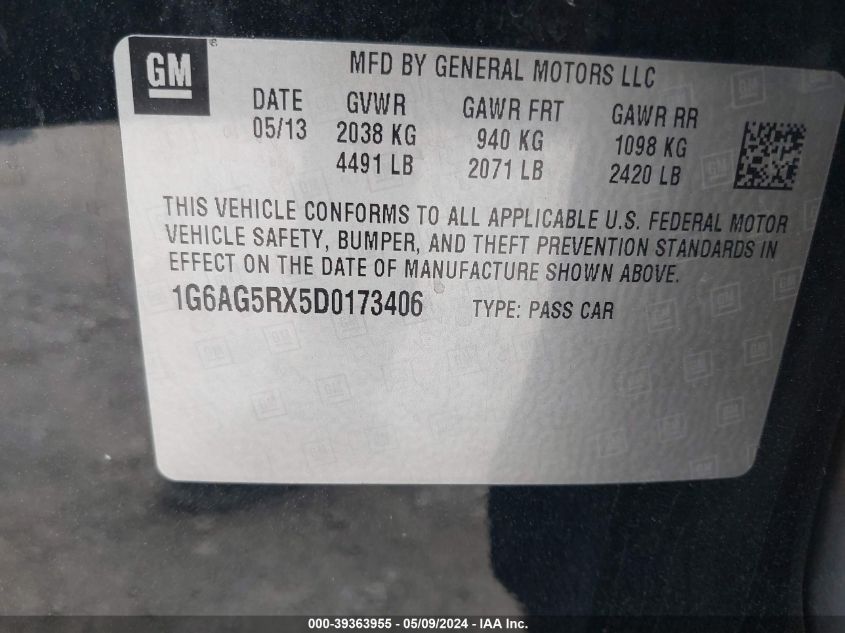 GM
MFD BY GENERAL MOTORS LLC
DATE GVWR GAWR FRT GAWR RR
05/13 2038 KG 940 KG 1098 KG
4491 LB 2071 LB 2420 LB
THIS VEHICLE CONFORMS TO ALL APPLICABLE U.S. FEDERAL MOTOR
VEHICLE SAFETY, BUMPER, AND THEFT PREVENTION STANDARDS IN
EFFECT ON THE DATE OF MANUFACTURE SHOWN ABOVE.
1G6AG5RX5D0173406 TYPE: PASS CAR
000-39363955 - 05/09/2024 - IAA Inc.